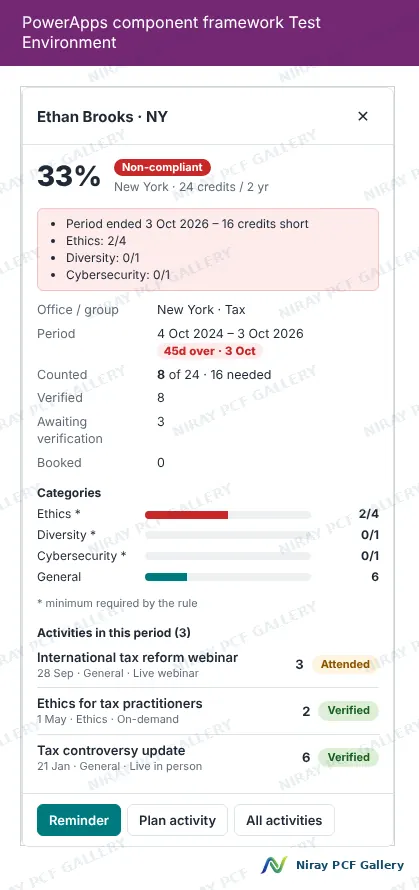 PowerApps component framework Test
Environment
Ethan Brooks · NY
×
33%
Non-compliant
New York · 24 credits / 2 yr
• Period ended 3 Oct 2026 – 16 credits short
• Ethics: 2/4
• Diversity: 0/1
• Cybersecurity: 0/1
Office / group New York · Tax
Period 4 Oct 2024 – 3 Oct 2026
45d over · 3 Oct
Counted 8 of 24 · 16 needed
Verified 8
Awaiting
verification 3
Booked 0
Categories
Ethics * 2/4
Diversity * 0/1
Cybersecurity * 0/1
General 6
* minimum required by the rule
Activities in this period (3)
International tax reform webinar 3 Attended
28 Sep · General · Live webinar
Ethics for tax practitioners 2 Verified
1 May · Ethics · On-demand
Tax controversy update 6 Verified
21 Jan · General · Live in person
Reminder Plan activity All activities
Niray PCF Gallery
NIRAY PCF GALLERY